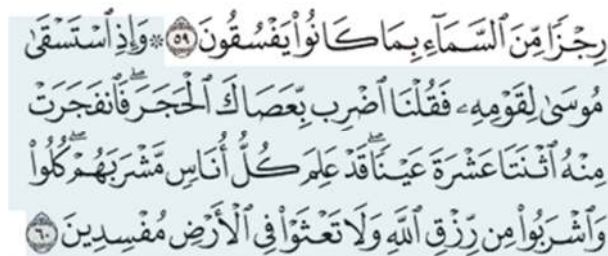 رِجْزًا مِّنَ ٱلسَّمَآءِ بِمَا كَانُوا۟ يَفْسُقُونَ ٥٩ ۞ وَإِذِ ٱسْتَسْقَىٰ
مُوسَىٰ لِقَوْمِهِۦ فَقُلْنَا ٱضْرِب بِّعَصَاكَ ٱلْحَجَرَۖ فَٱنفَجَرَتْ
مِنْهُ ٱثْنَتَا عَشْرَةَ عَيْنًاۖ قَدْ عَلِمَ كُلُّ أُنَاسٍ مَّشْرَبَهُمْۖ كُلُوا۟
وَٱشْرَبُوا۟ مِن رِّزْقِ ٱللَّهِ وَلَا تَعْثَوْا۟ فِى ٱلْأَرْضِ مُفْسِدِينَ ٦٠